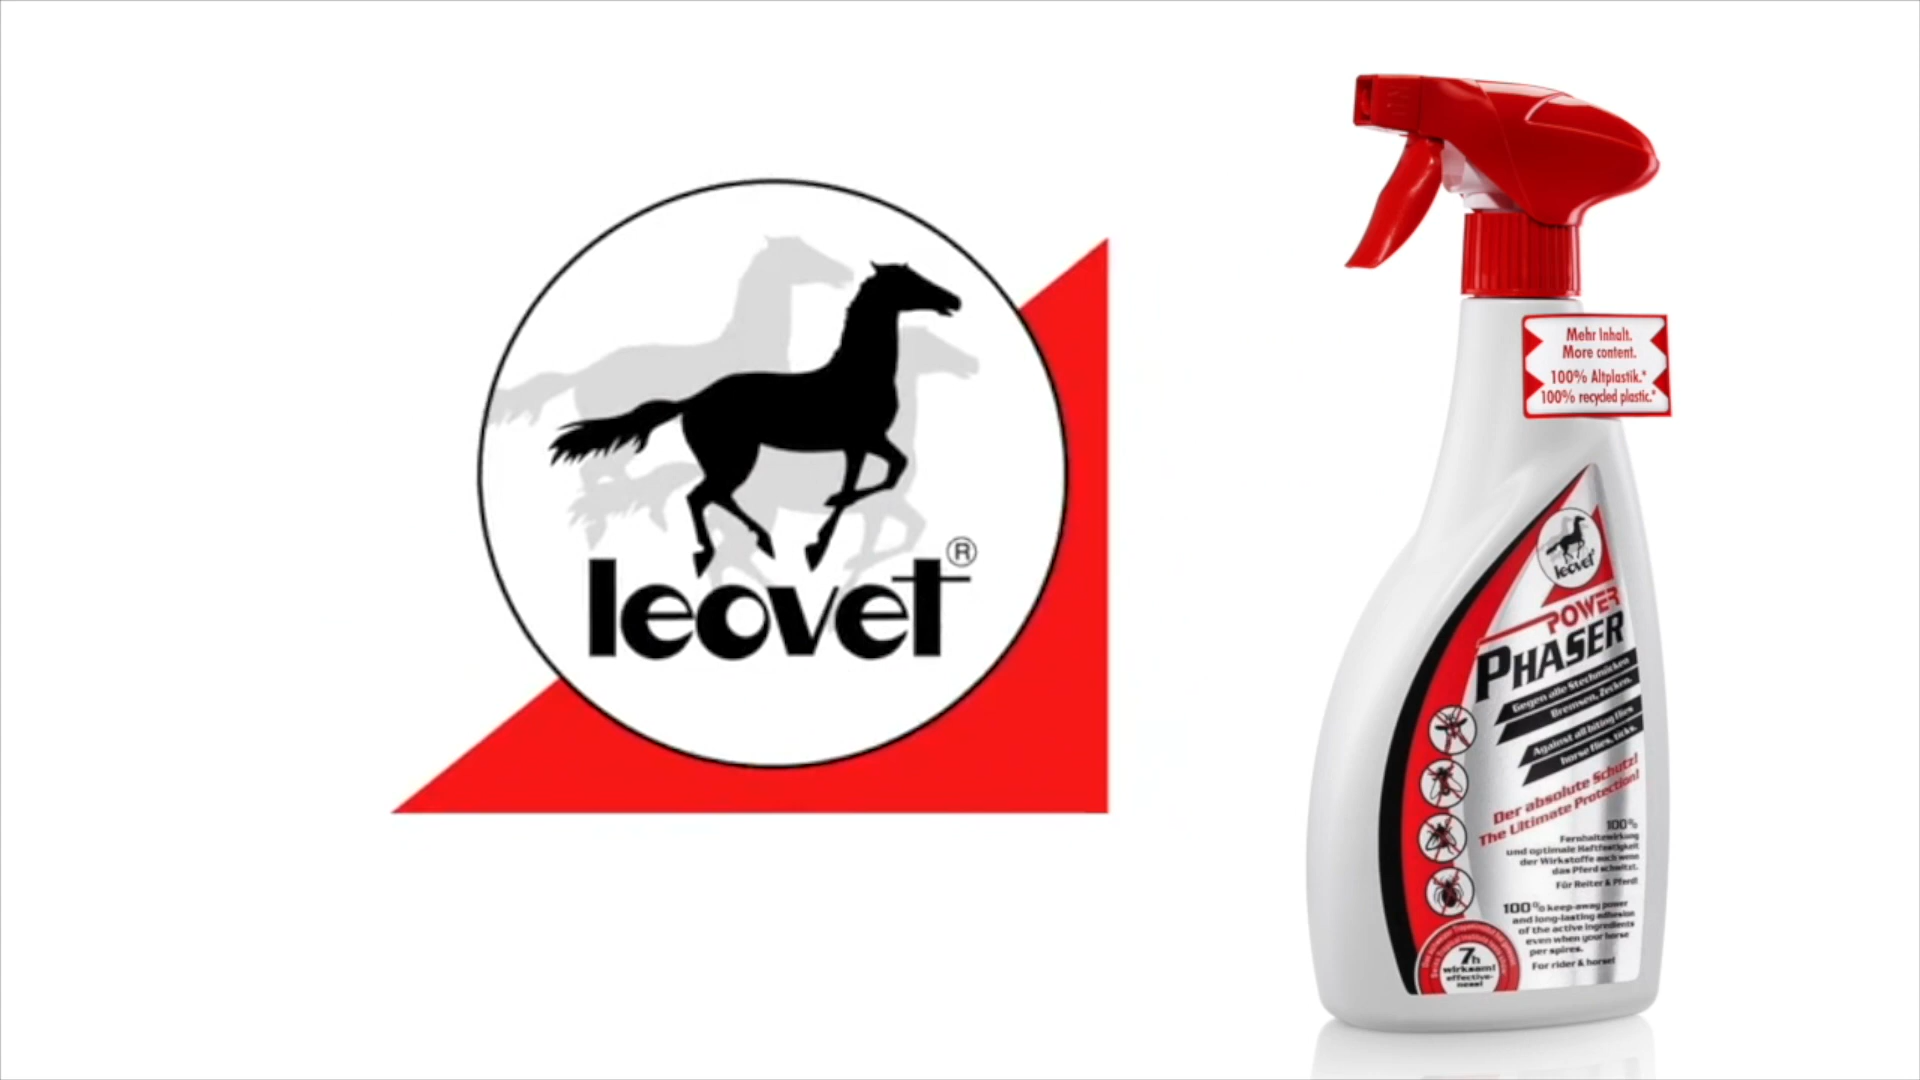 leovet®
Mehr Inhalt.
More content.
100% Altplastik.*
100% recycled plastic.*
leovet
POWER
PHASER
Gegen alle Stechmücken
Bremsen, Zecken.
Against all biting flies
horse flies, ticks.
Der absolute Schutz!
The Ultimate Protection!
100%
Fernhaltewirkung
und optimale Haftfestigkeit
der Wirkstoffe auch wenn
das Pferd schwitzt.
Für Reiter & Pferd!
100% keep-away power
and long-lasting adhesion
of the active ingredients
even when your horse
per spires.
For rider & horse!
7h
wirksam!
effective-
ness!